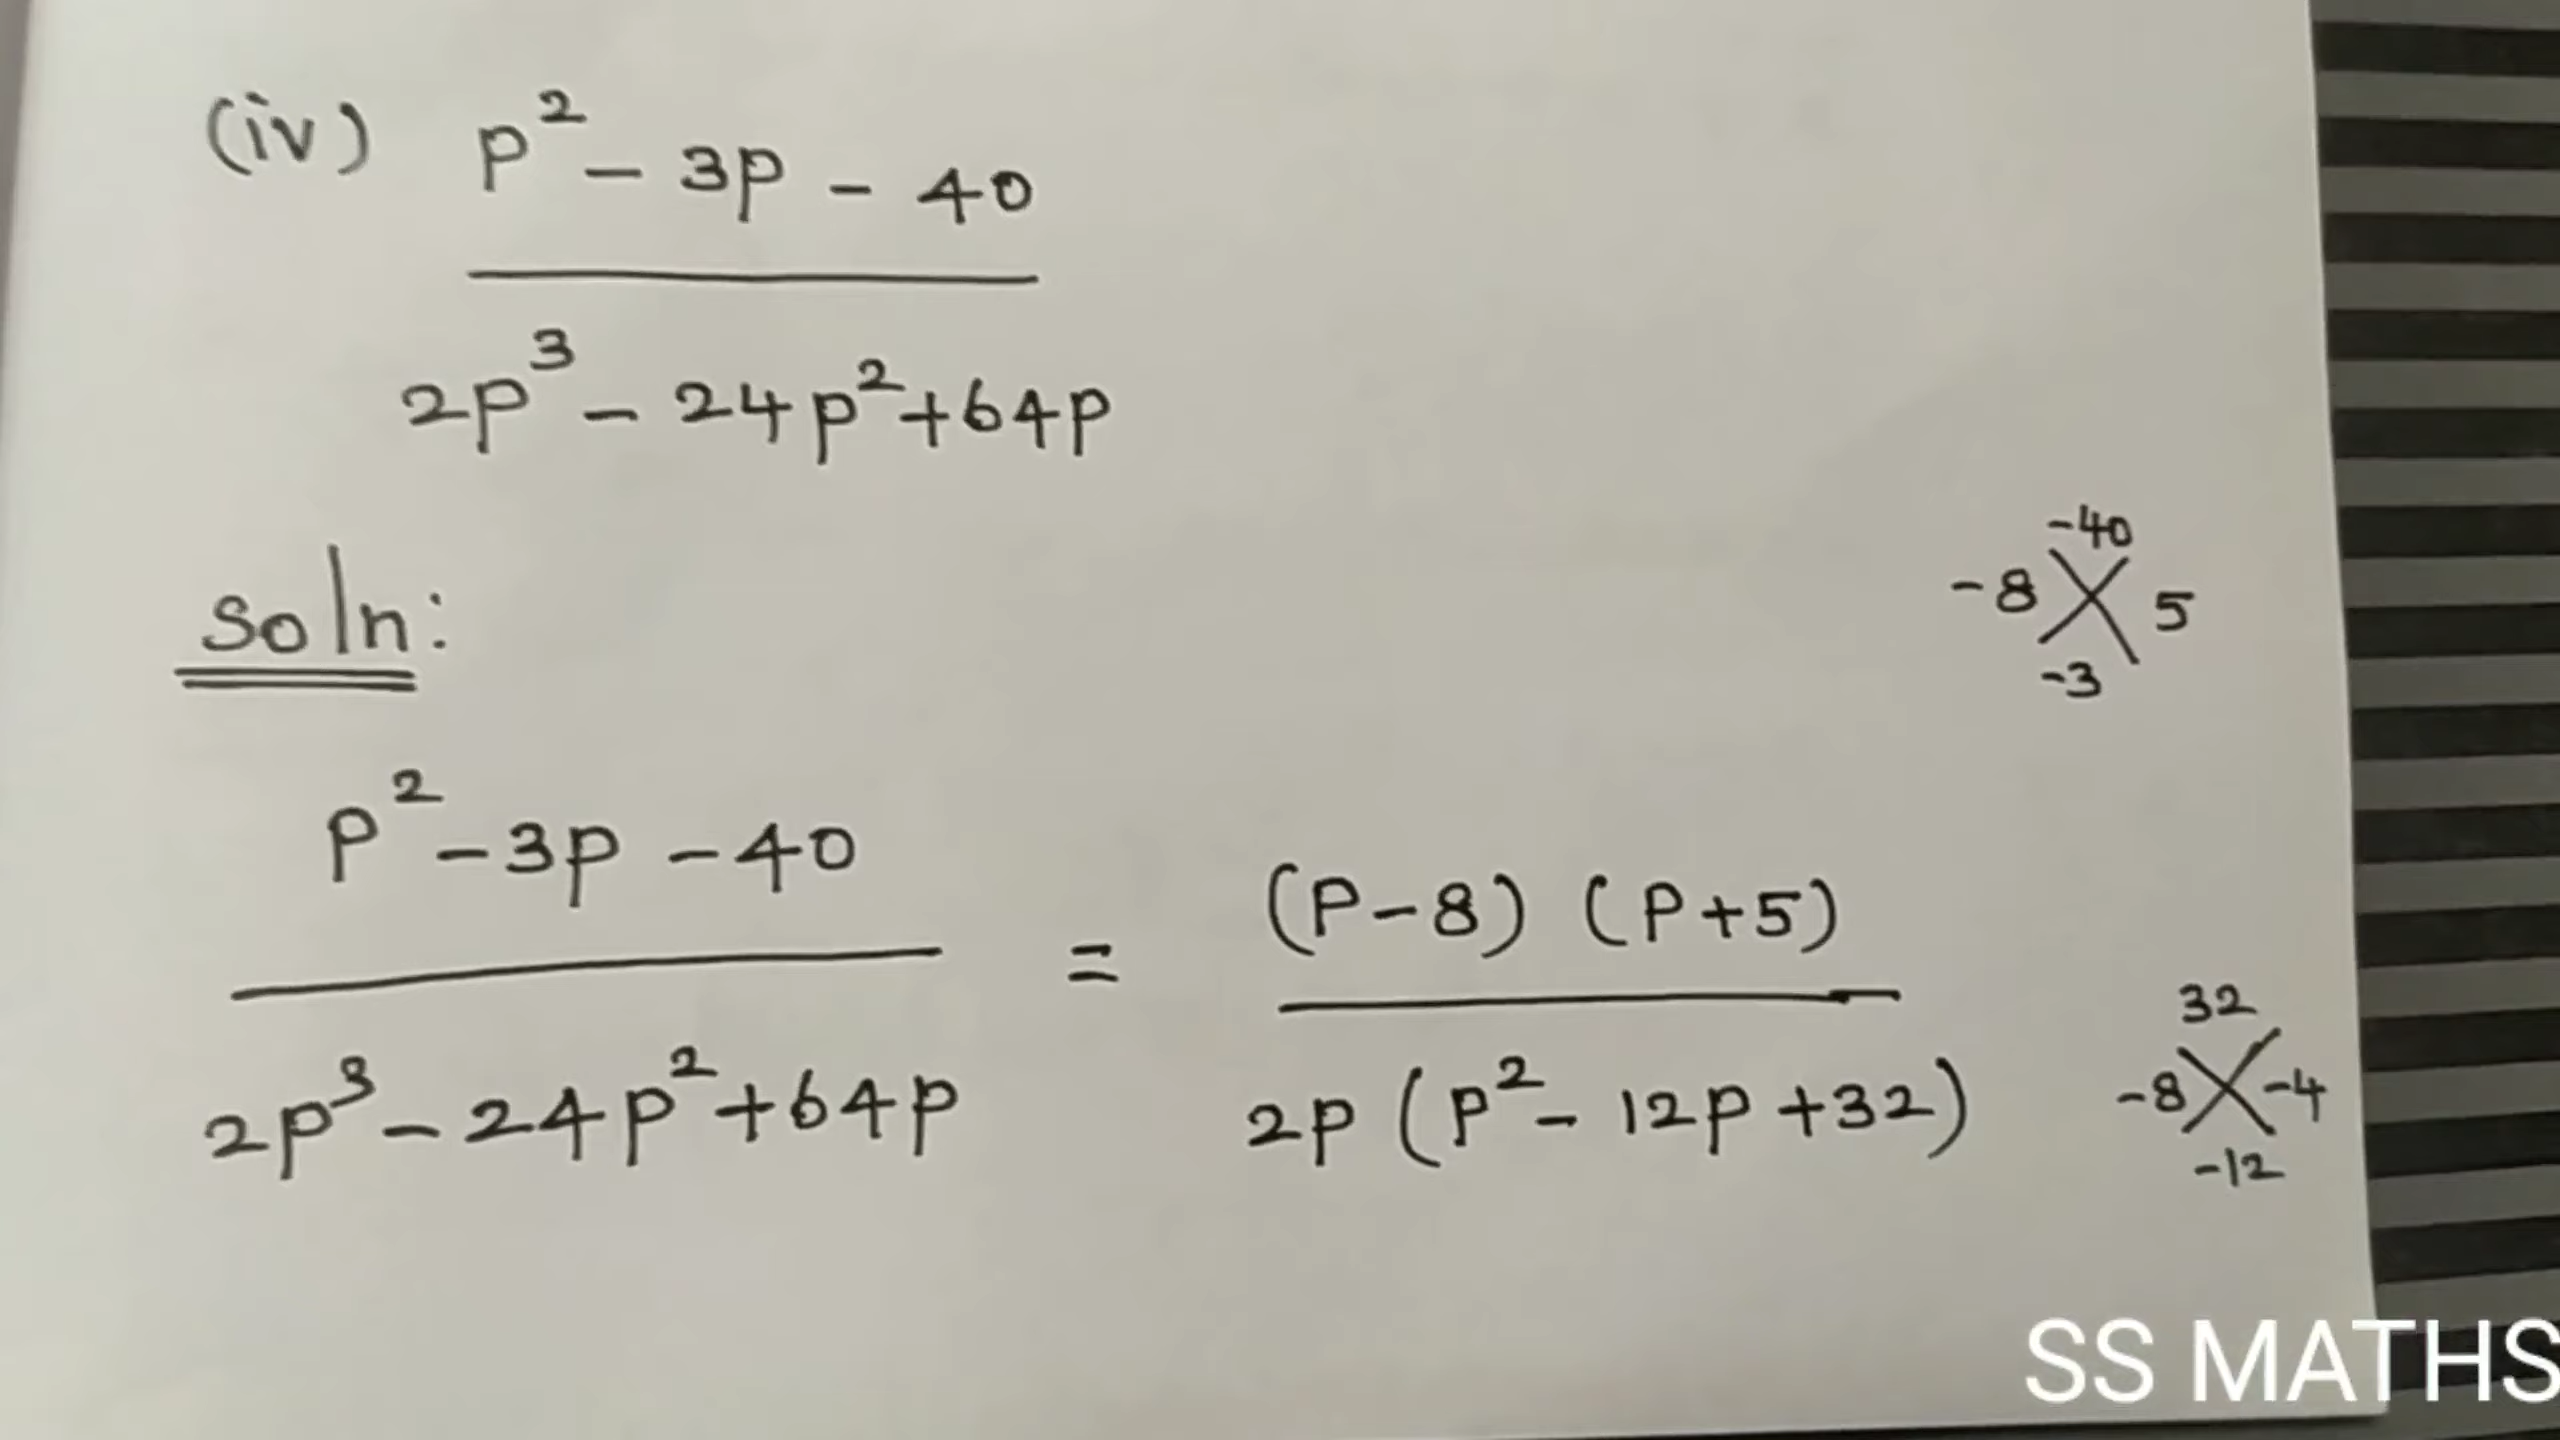 (iv) p² - 3p - 40
2p³ - 24p² + 64p
-40
-8 5
-3
Soln:
p² - 3p - 40 = (p-8) (p+5)
2p³ - 24p² + 64p 2p (p² - 12p + 32)
32
-8 -4
-12
SS MATHS